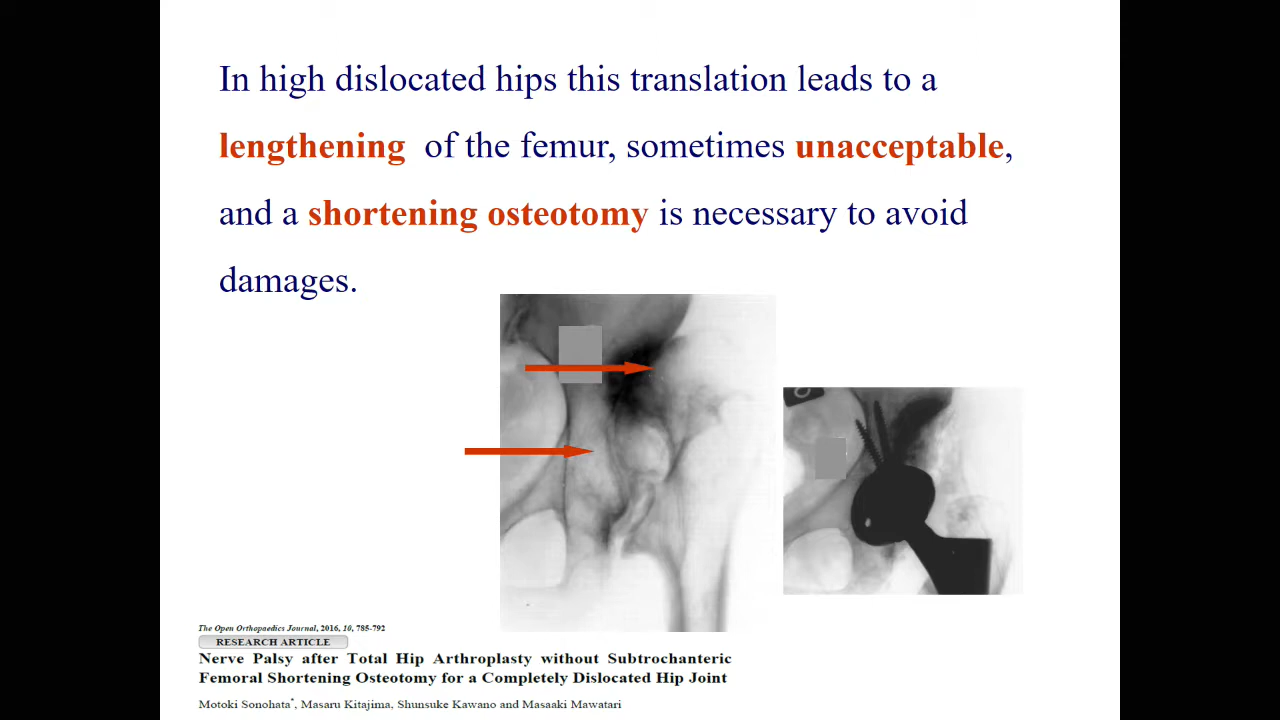 In high dislocated hips this translation leads to a
lengthening of the femur, sometimes unacceptable,
and a shortening osteotomy is necessary to avoid
damages.
The Open Orthopaedics Journal, 2016, 10, 785-792
RESEARCH ARTICLE
Nerve Palsy after Total Hip Arthroplasty without Subtrochanteric
Femoral Shortening Osteotomy for a Completely Dislocated Hip Joint
Motoki Sonohata*, Masaru Kitajima, Shunsuke Kawano and Masaaki Mawatari